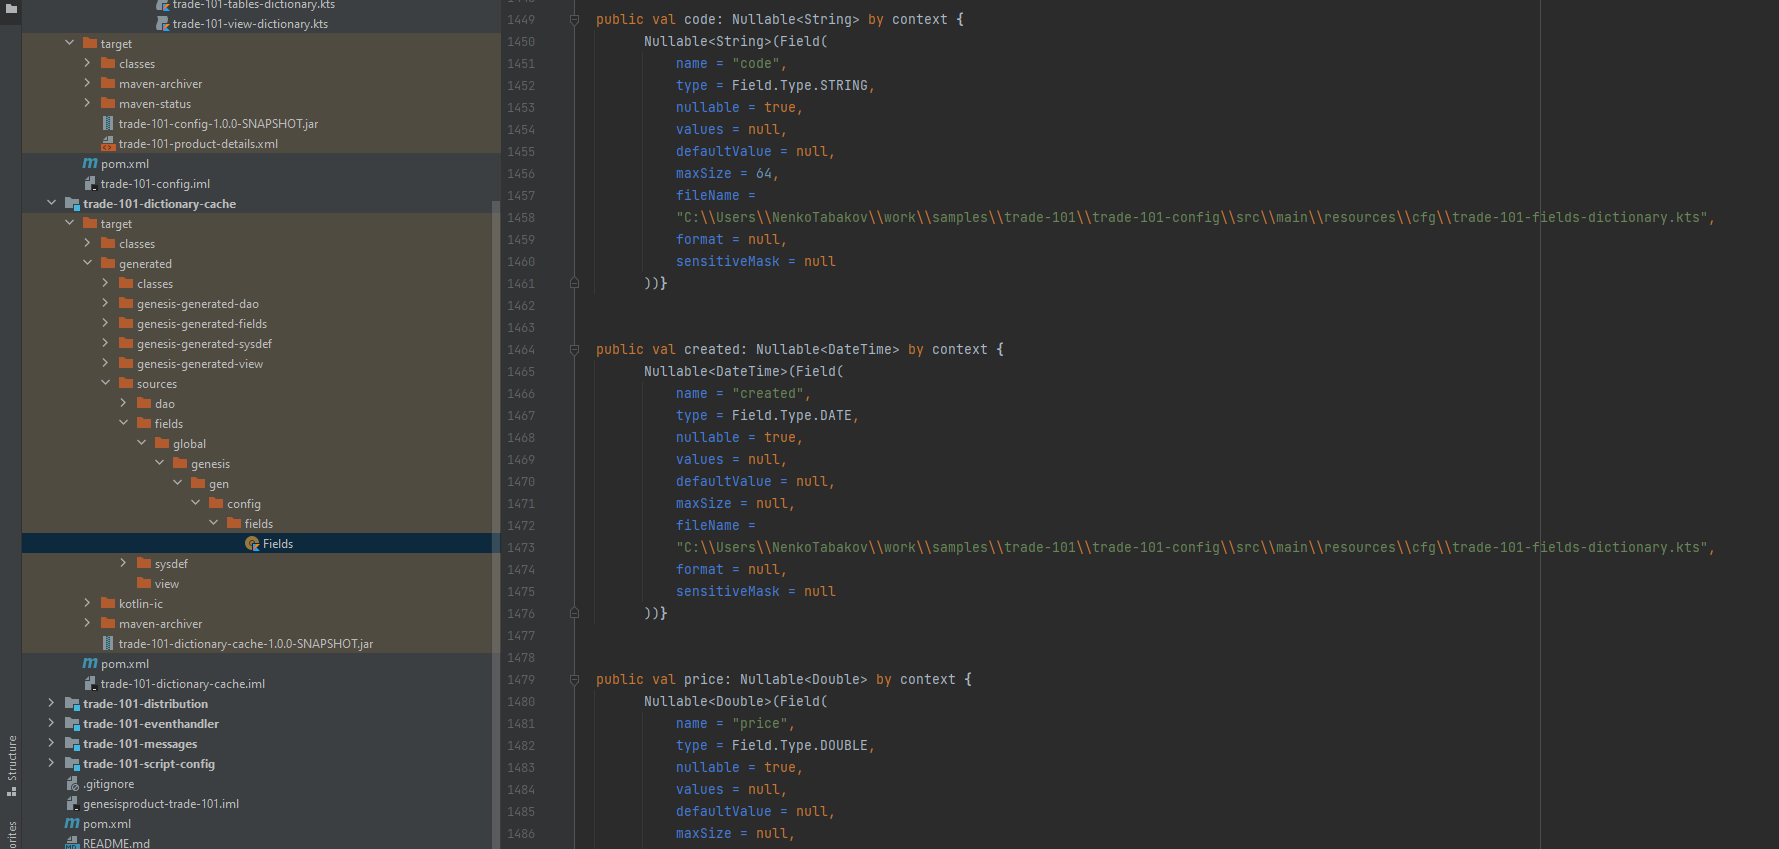 trade-101-tables-dictionary.kts
trade-101-view-dictionary.kts
target
classes
maven-archiver
maven-status
trade-101-config-1.0.0-SNAPSHOT.jar
trade-101-product-details.xml
pom.xml
trade-101-config.iml
trade-101-dictionary-cache
target
classes
generated
classes
genesis-generated-dao
genesis-generated-fields
genesis-generated-sysdef
genesis-generated-view
sources
dao
fields
global
genesis
gen
config
fields
Fields
sysdef
view
kotlin-ic
maven-archiver
trade-101-dictionary-cache-1.0.0-SNAPSHOT.jar
pom.xml
trade-101-dictionary-cache.iml
trade-101-distribution
trade-101-eventhandler
trade-101-messages
trade-101-script-config
.gitignore
genesisproduct-trade-101.iml
pom.xml
README.md
Structure
1449 public val code: Nullable<String> by context {
1450 Nullable<String>(Field(
1451 name = "code",
1452 type = Field.Type.STRING,
1453 nullable = true,
1454 values = null,
1455 defaultValue = null,
1456 maxSize = 64,
1457 fileName =
1458 "C:\\Users\\NenkoTabakov\\work\\samples\\trade-101\\trade-101-config\\src\\main\\resources\\cfg\\trade-101-fields-dictionary.kts",
1459 format = null,
1460 sensitiveMask = null
1461 ))}
1462
1463
1464 public val created: Nullable<DateTime> by context {
1465 Nullable<DateTime>(Field(
1466 name = "created",
1467 type = Field.Type.DATE,
1468 nullable = true,
1469 values = null,
1470 defaultValue = null,
1471 maxSize = null,
1472 fileName =
1473 "C:\\Users\\NenkoTabakov\\work\\samples\\trade-101\\trade-101-config\\src\\main\\resources\\cfg\\trade-101-fields-dictionary.kts",
1474 format = null,
1475 sensitiveMask = null
1476 ))}
1477
1478
1479 public val price: Nullable<Double> by context {
1480 Nullable<Double>(Field(
1481 name = "price",
1482 type = Field.Type.DOUBLE,
1483 nullable = true,
1484 values = null,
1485 defaultValue = null,
1486 maxSize = null,